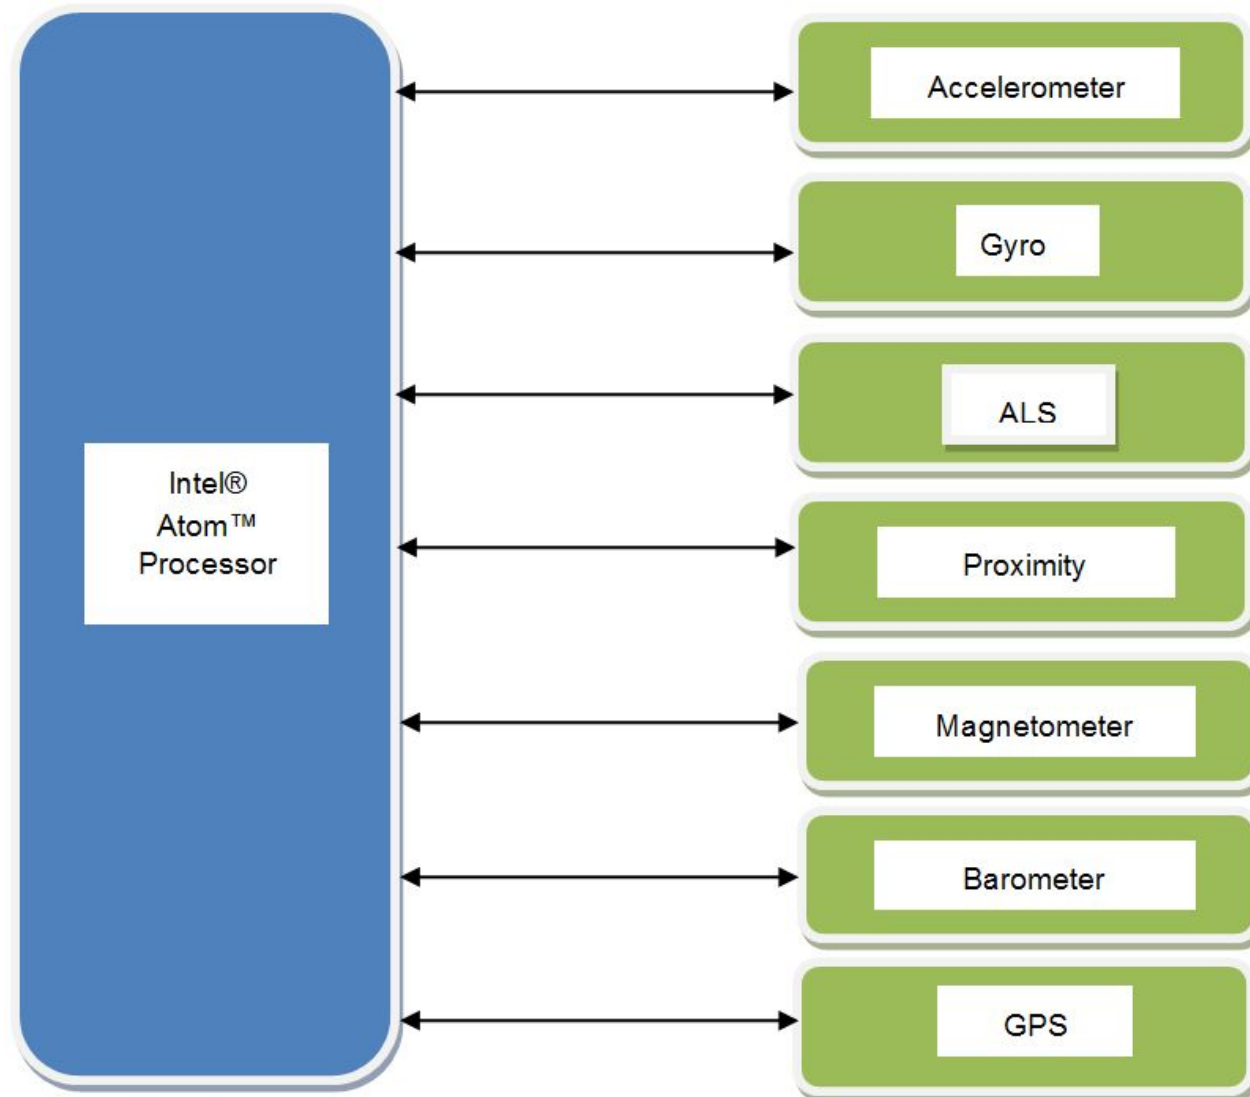 Accelerometer
Gyro
ALS
Intel®
Atom™
Processor
Proximity
Magnetometer
Barometer
GPS